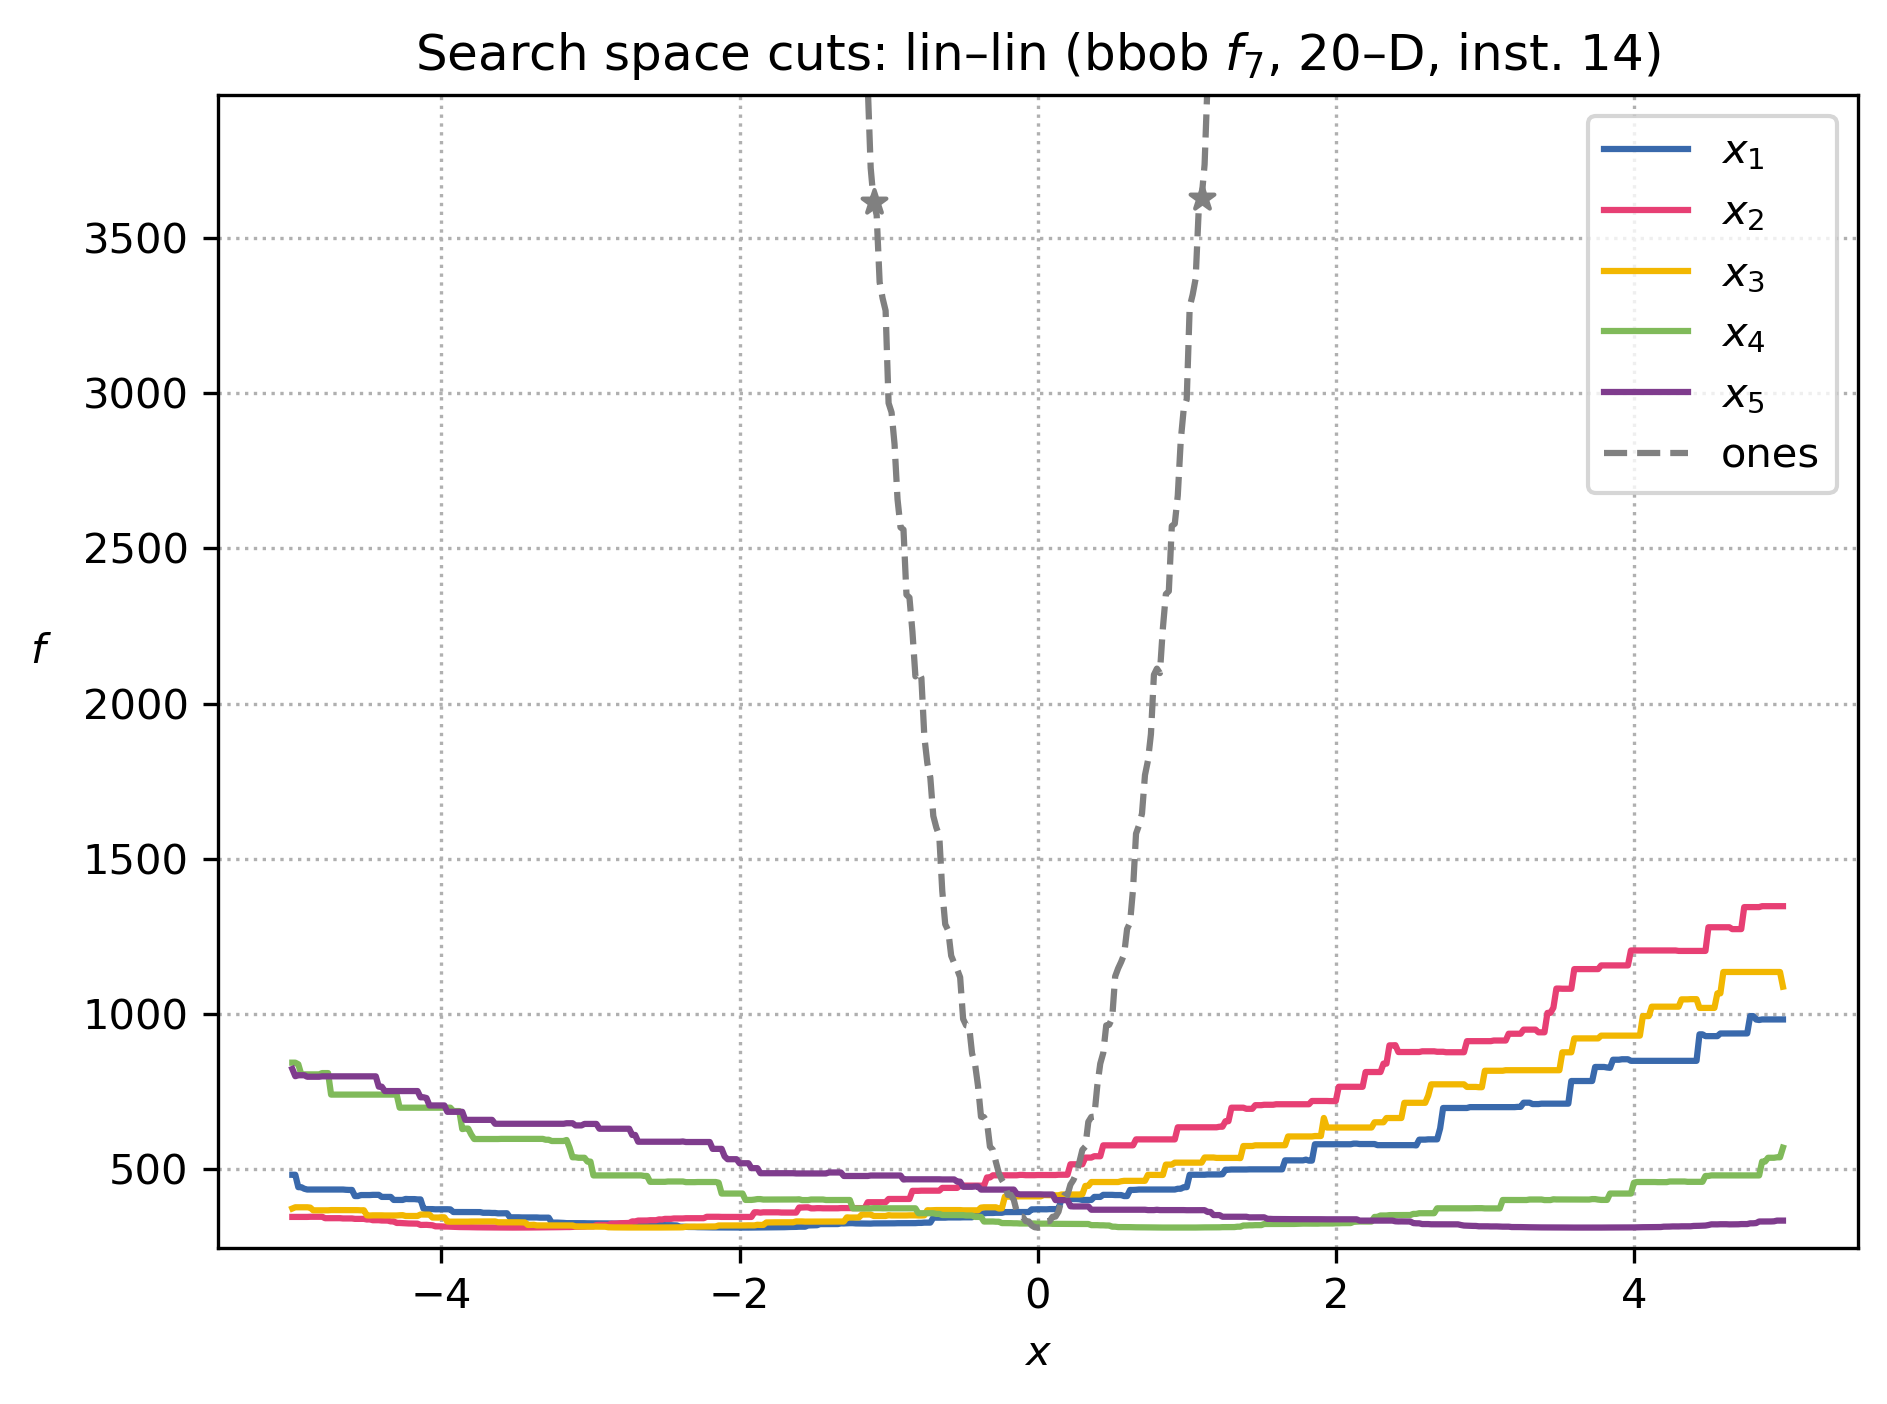 Search space cuts: lin–lin (bbob f₇, 20–D, inst. 14)
x₁
x₂
x₃
x₄
x₅
ones
3500
3000
2500
2000
1500
1000
500
f
−4
−2
0
2
4
x